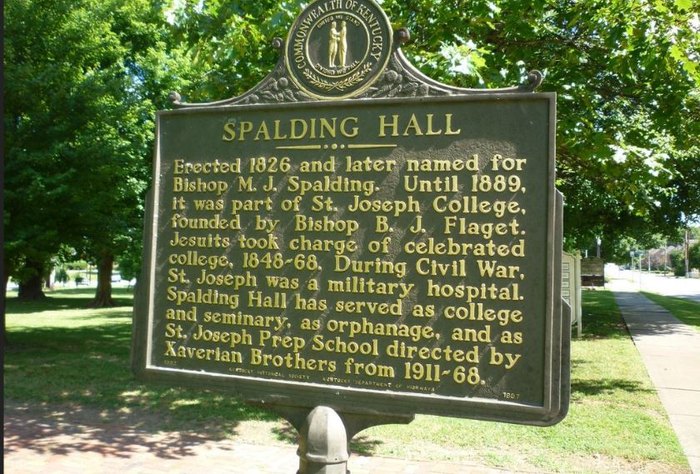 COMMONWEALTH OF KENTUCKY
SPALDING HALL
Erected 1826 and later named for
Bishop M. J. Spalding. Until 1889,
it was part of St. Joseph College,
founded by Bishop B. J. Flaget.
Jesuits took charge of celebrated
college, 1848-68. During Civil War,
St. Joseph was a military hospital.
Spalding Hall has served as college
and seminary, as orphanage, and as
St. Joseph Prep School directed by
Xaverian Brothers from 1911-68.
KENTUCKY HISTORICAL SOCIETY KENTUCKY DEPARTMENT OF HIGHWAYS